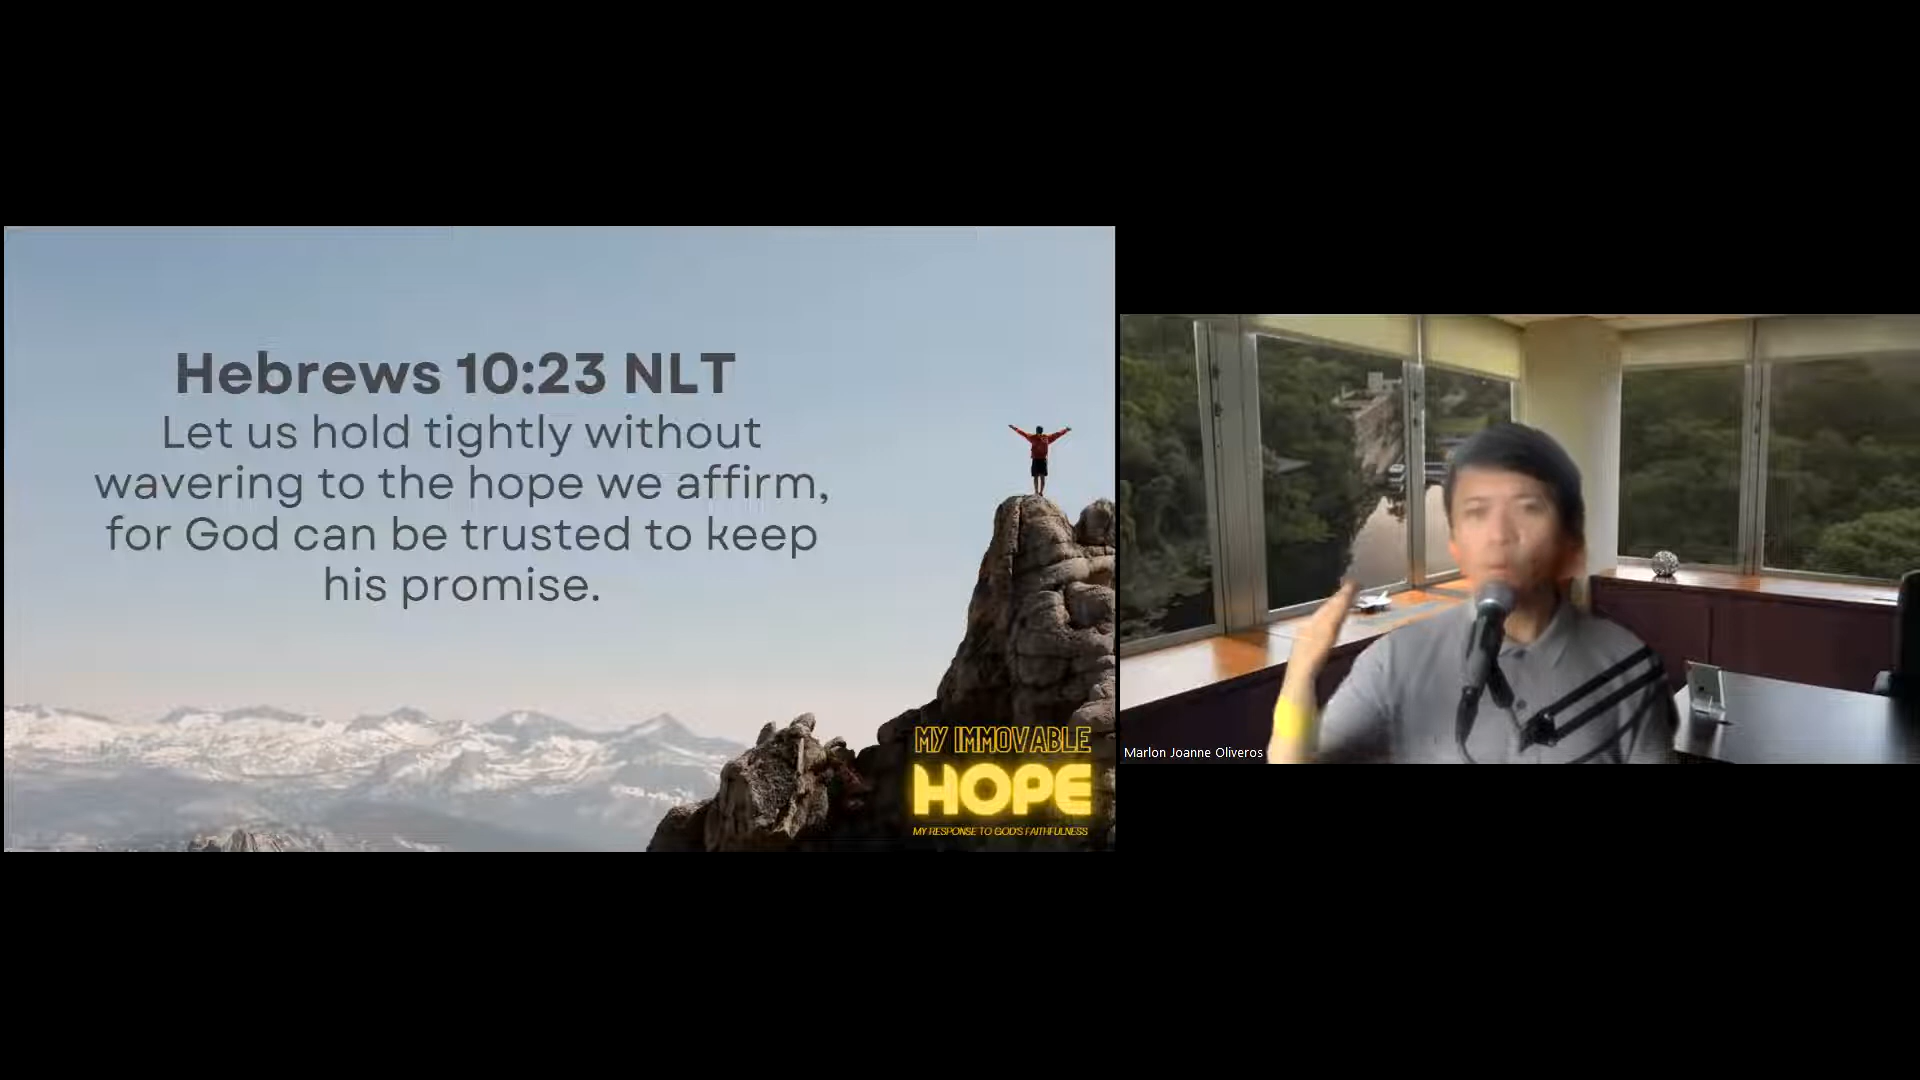 Hebrews 10:23 NLT
Let us hold tightly without
wavering to the hope we affirm,
for God can be trusted to keep
his promise.
MY IMMOVABLE
HOPE
MY RESPONSE TO GOD'S FAITHFULNESS
Marlon Joanne Oliveros